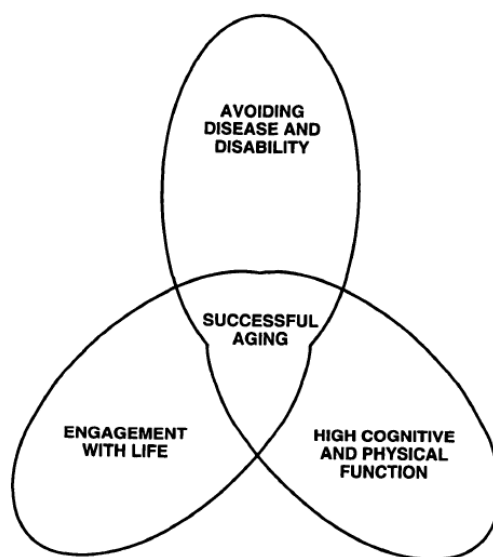 AVOIDING
DISEASE AND
DISABILITY
SUCCESSFUL
AGING
ENGAGEMENT
WITH LIFE
HIGH COGNITIVE
AND PHYSICAL
FUNCTION